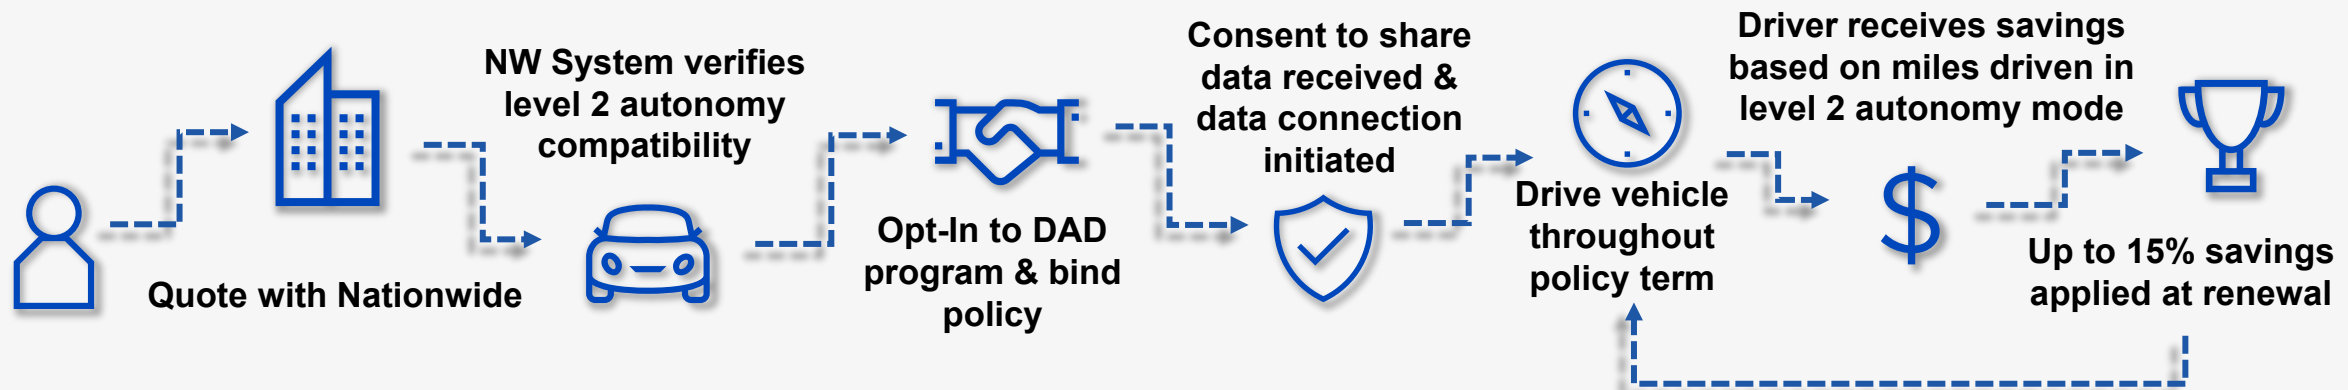 Quote with Nationwide
NW System verifies
level 2 autonomy
compatibility
Opt-In to DAD
program & bind
policy
Consent to share
data received &
data connection
initiated
Drive vehicle
throughout
policy term
Driver receives savings
based on miles driven in
level 2 autonomy mode
Up to 15% savings
applied at renewal